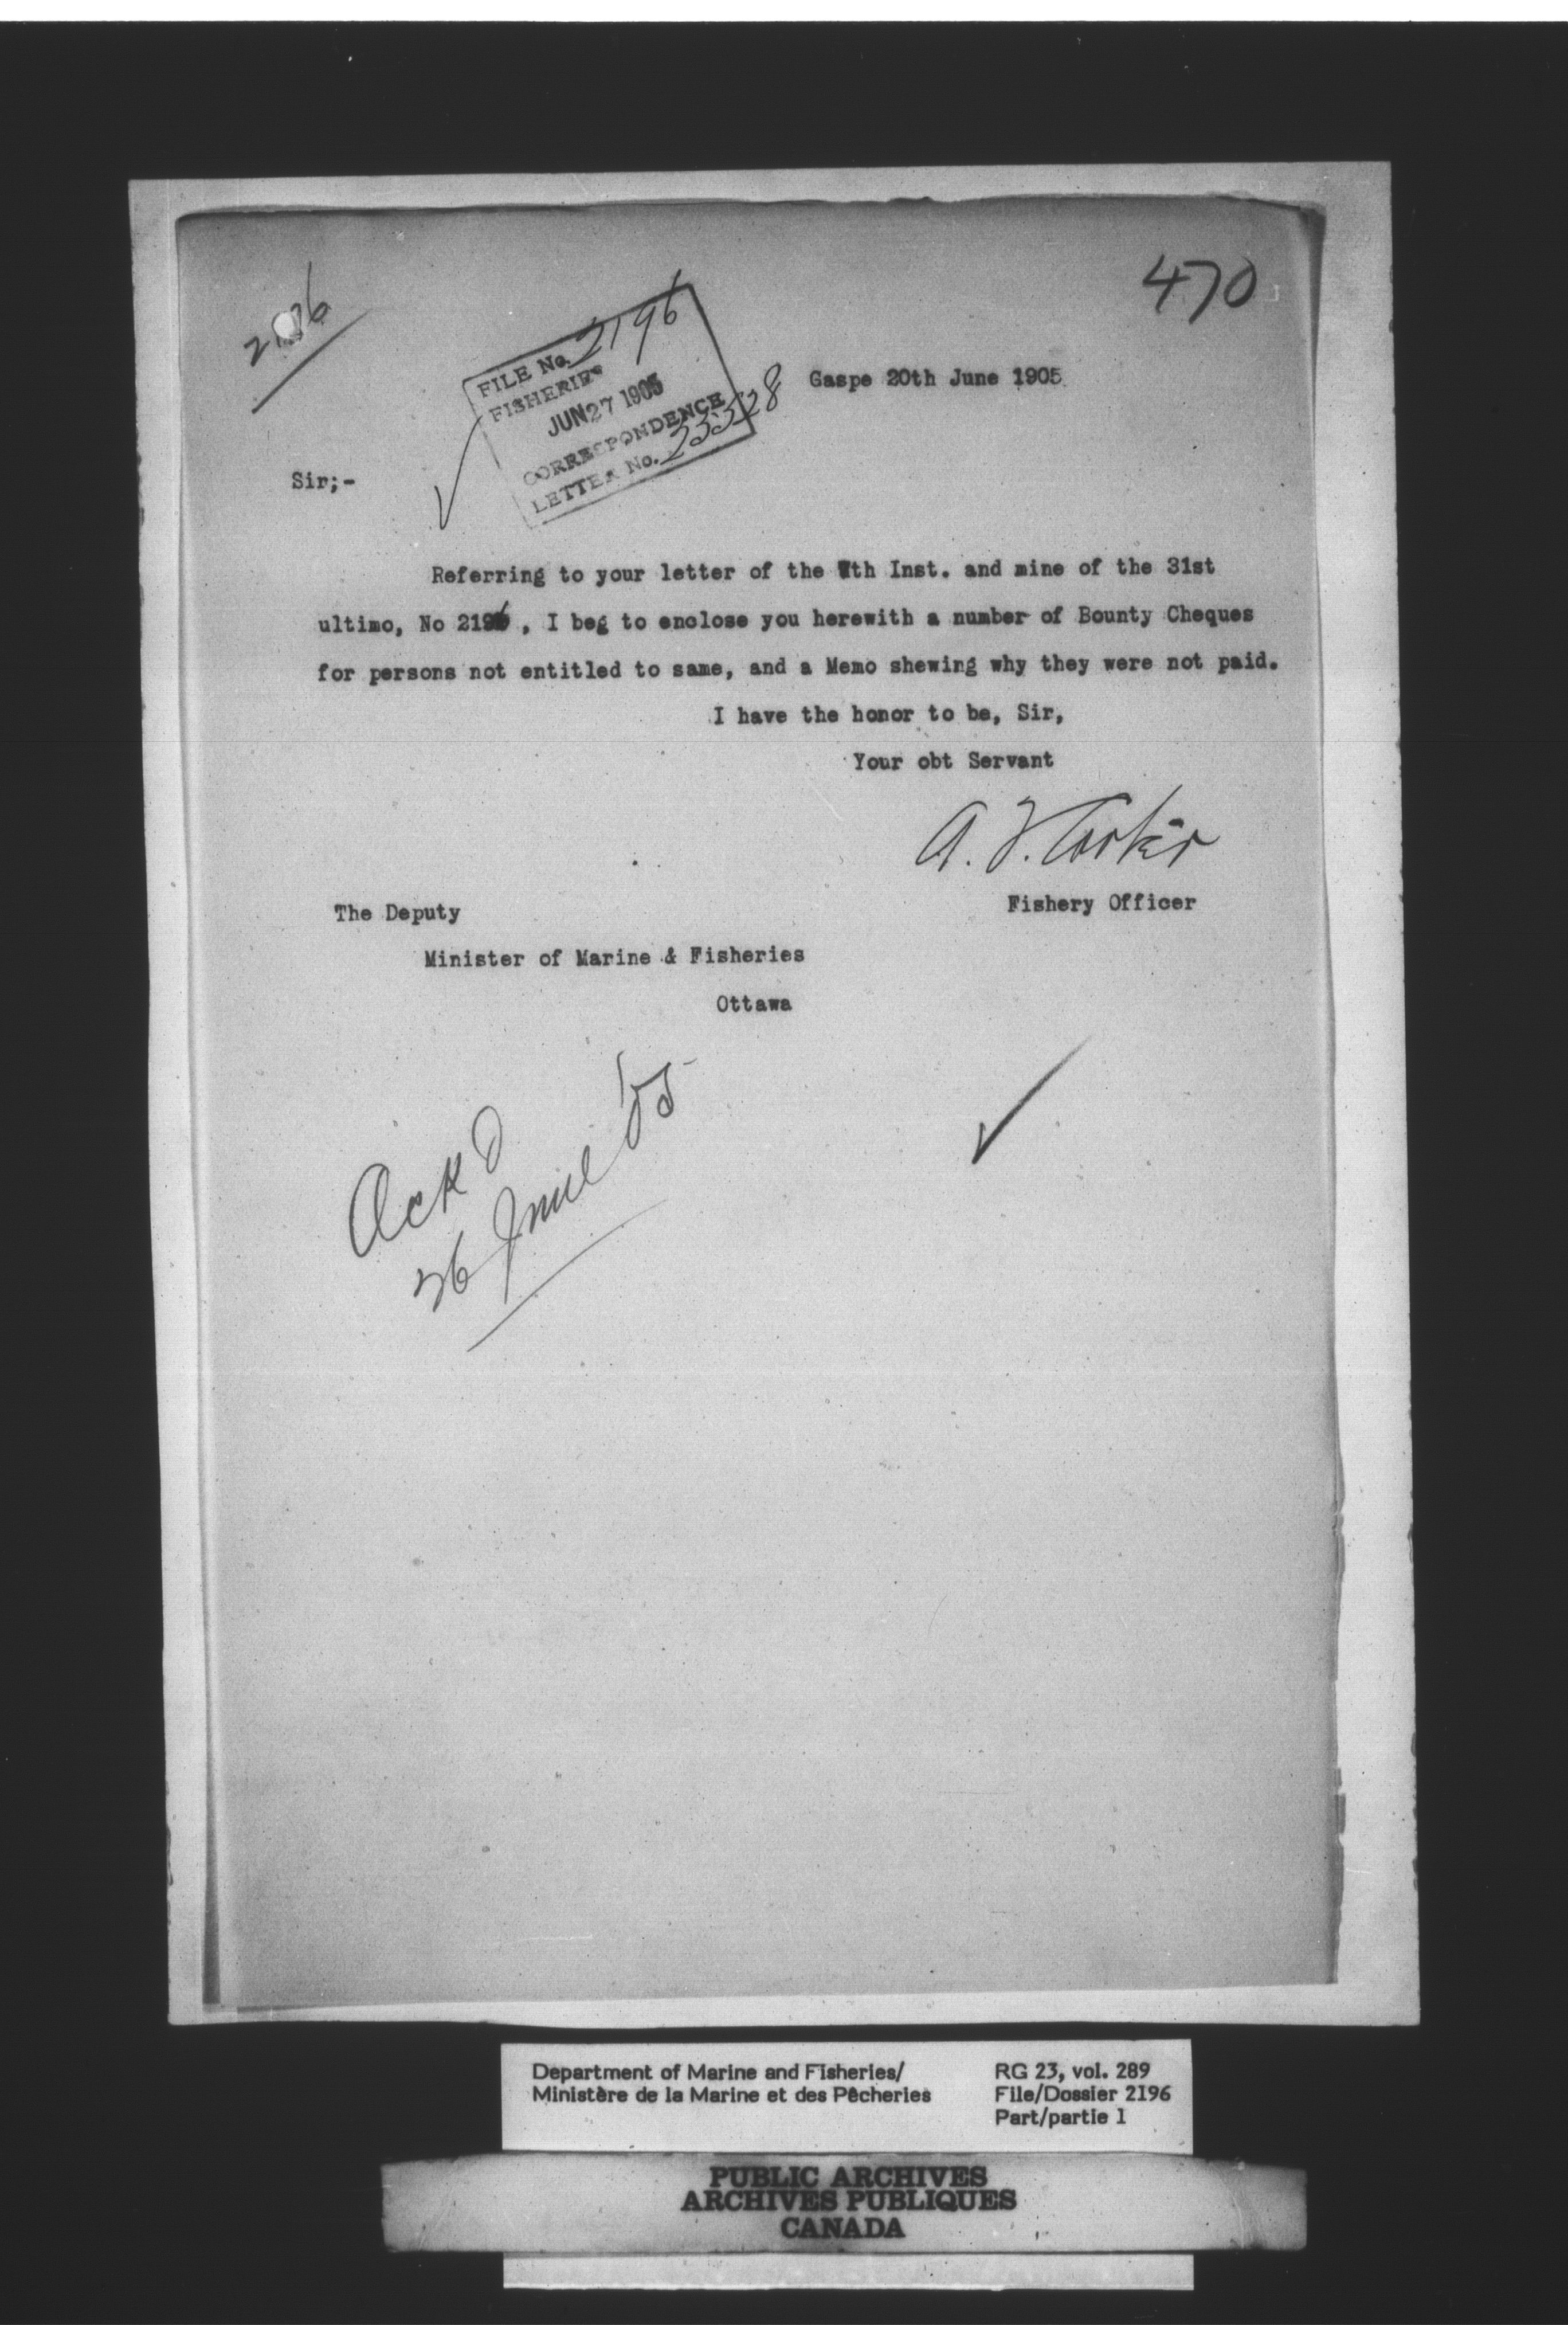 470
FILE No. 2196
FISHERIES
JUN 27 1905
CORRESPONDENCE
LETTER No. 23528
Gaspe 20th June 1905
Sir;-
Referring to your letter of the 7th Inst. and mine of the 31st
ultimo, No 2196 , I beg to enclose you herewith a number of Bounty Cheques
for persons not entitled to same, and a Memo shewing why they were not paid.
I have the honor to be, Sir,
Your obt Servant
A.
Fishery Officer
The Deputy
Minister of Marine & Fisheries
Ottawa
Ackd
26 June 05
Department of Marine and Fisheries/
Ministère de la Marine et des Pêcheries
RG 23, vol. 289
File/Dossier 2196
Part/partie 1
PUBLIC ARCHIVES
ARCHIVES PUBLIQUES
CANADA